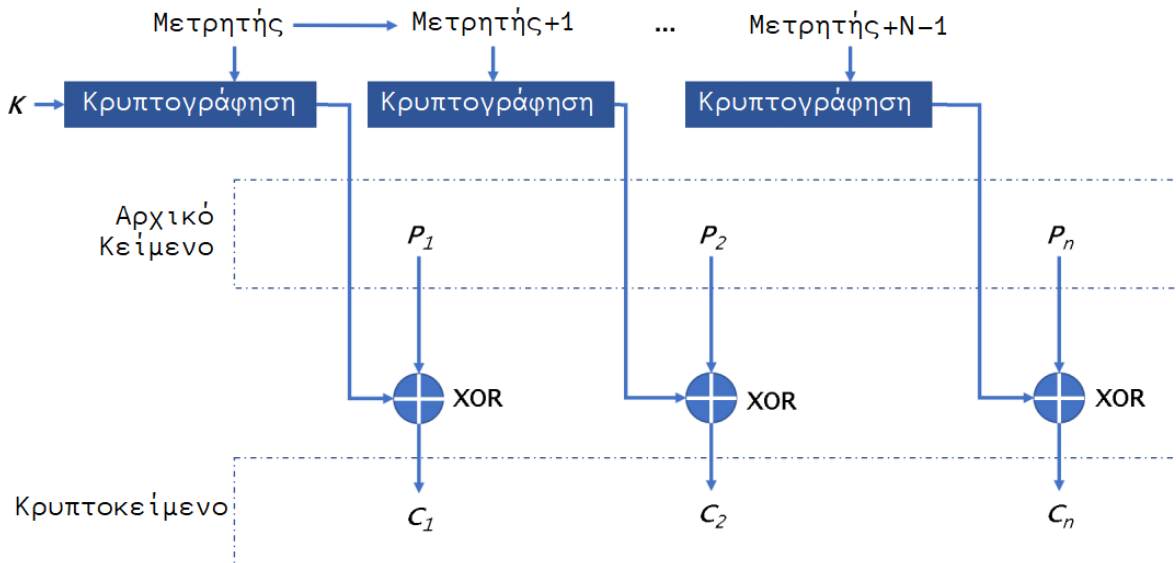 Μετρητής Μετρητής+1 ... Μετρητής+N-1
K Κρυπτογράφηση Κρυπτογράφηση Κρυπτογράφηση
Αρχικό
Κείμενο
P1 P2 Pn
XOR XOR XOR
Κρυπτοκείμενο
C1 C2 Cn